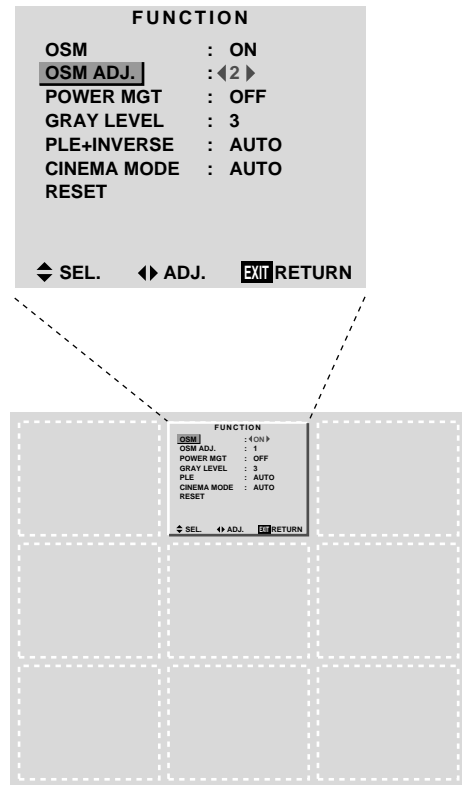 FUNCTION
OSM : ON
OSM ADJ. : 2
POWER MGT : OFF
GRAY LEVEL : 3
PLE+INVERSE : AUTO
CINEMA MODE : AUTO
RESET
SEL. ADJ. EXIT RETURN
FUNCTION
OSM : ON
OSM ADJ. : 1
POWER MGT : OFF
GRAY LEVEL : 3
PLE : AUTO
CINEMA MODE : AUTO
RESET
SEL. ADJ. EXIT RETURN